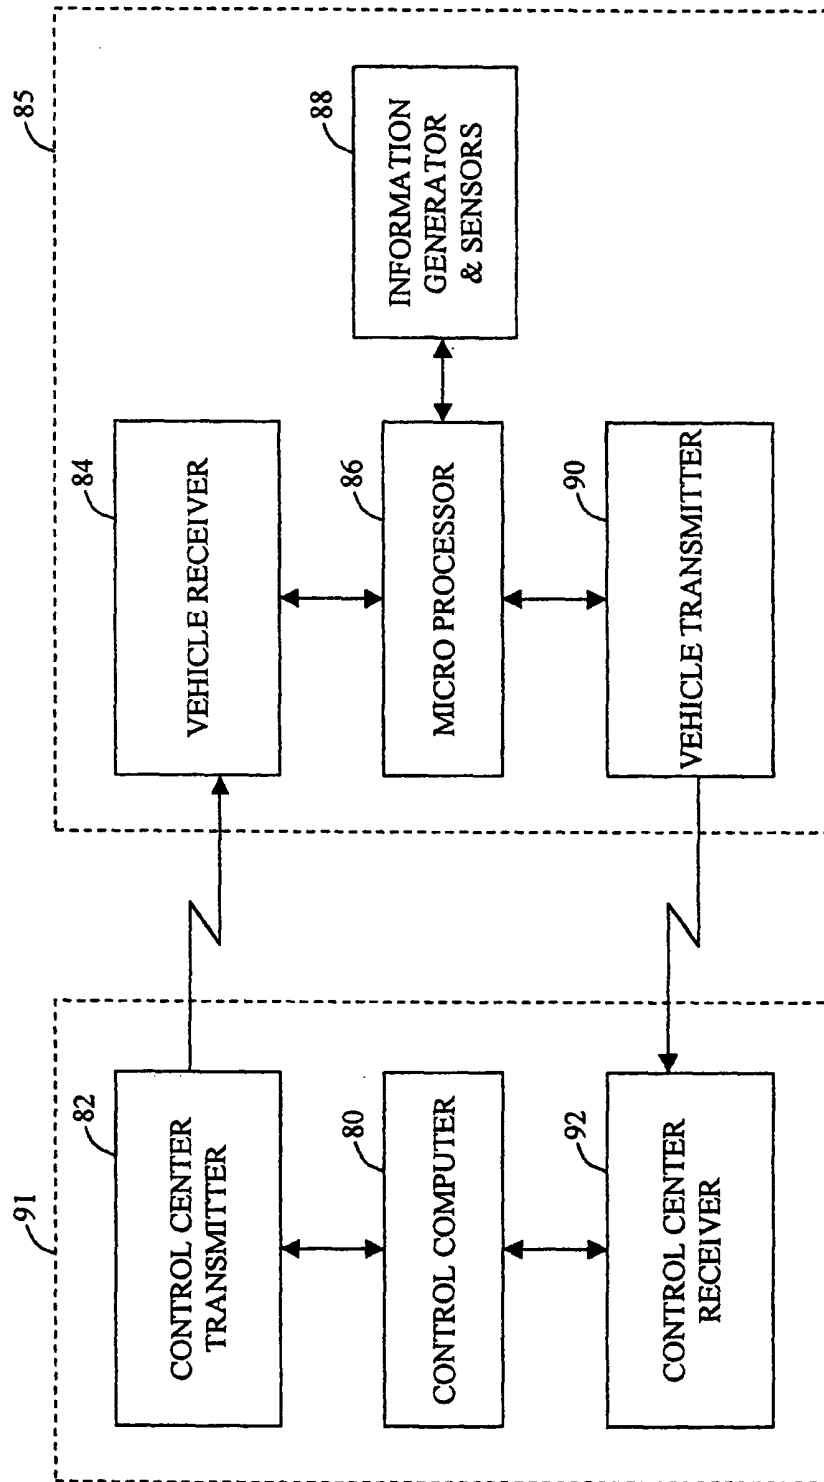 91
82
CONTROL CENTER
TRANSMITTER
80
CONTROL COMPUTER
92
CONTROL CENTER
RECEIVER
85
84
VEHICLE RECEIVER
86
MICRO PROCESSOR
90
VEHICLE TRANSMITTER
88
INFORMATION
GENERATOR
& SENSORS